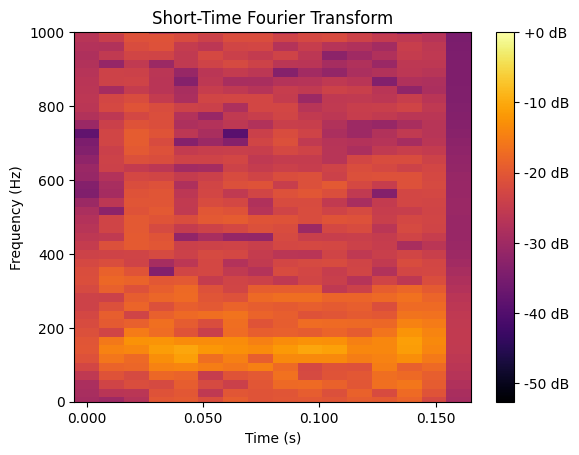 Short-Time Fourier Transform
1000
800
600
400
200
0
Frequency (Hz)
0.000
0.050
0.100
0.150
Time (s)
+0 dB
-10 dB
-20 dB
-30 dB
-40 dB
-50 dB